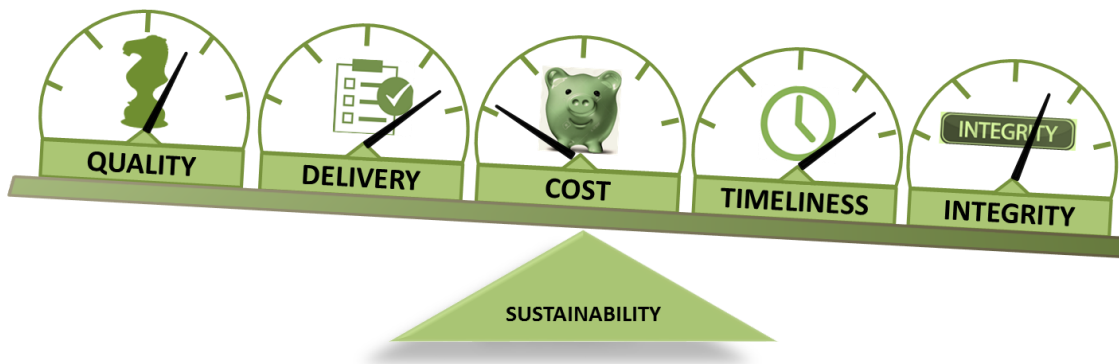 INTEGRITY
QUALITY
DELIVERY
COST
TIMELINESS
INTEGRITY
SUSTAINABILITY